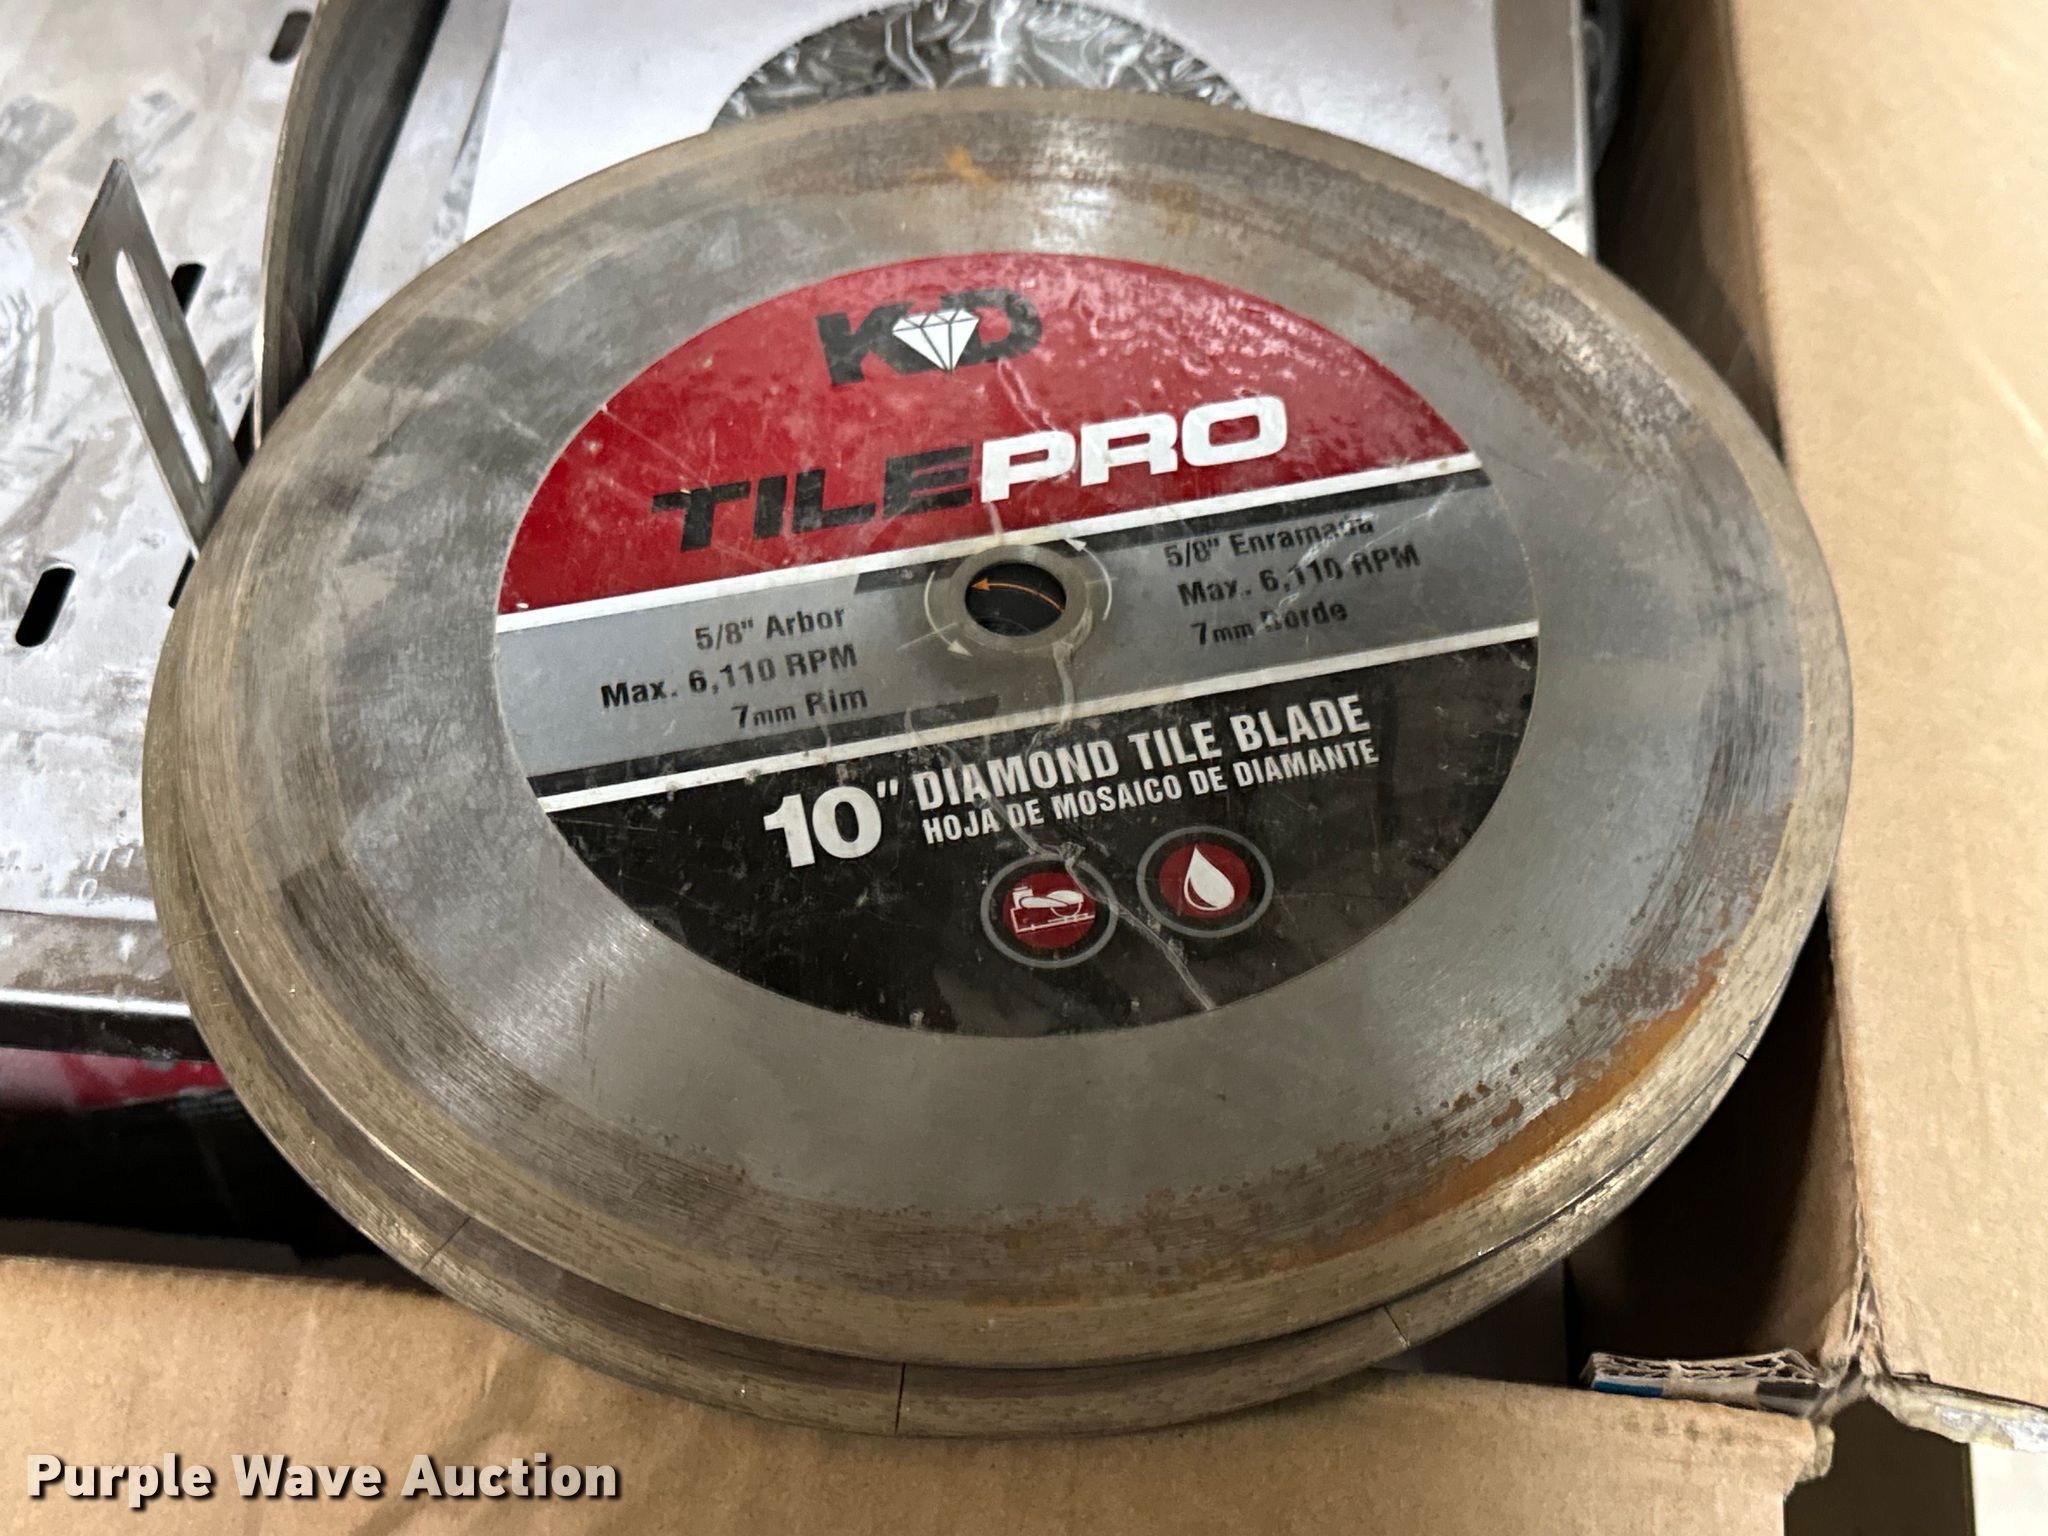 KD
TILEPRO
5/8" Arbor
Max. 6,110 RPM
7mm Rim
5/8" Enramada
Max. 6,110 RPM
7mm Borde
10" DIAMOND TILE BLADE
HOJA DE MOSAICO DE DIAMANTE
Purple Wave Auction